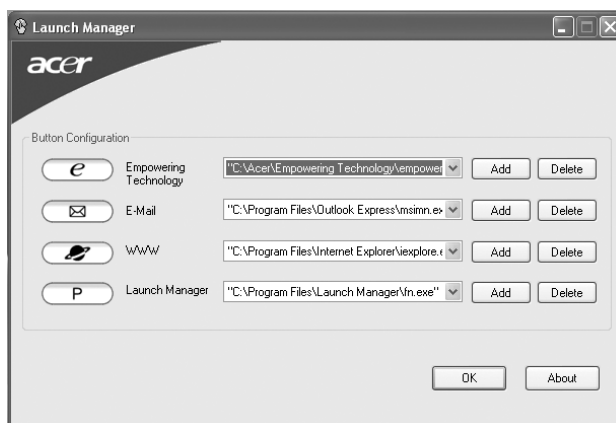 Launch Manager
acer
Button Configuration
e Empowering Technology "C:\Acer\Empowering Technology\empower Add Delete
E-Mail "C:\Program Files\Outlook Express\msimn.ex Add Delete
WWW "C:\Program Files\Internet Explorer\iexplore.e Add Delete
P Launch Manager "C:\Program Files\Launch Manager\fn.exe" Add Delete
OK About